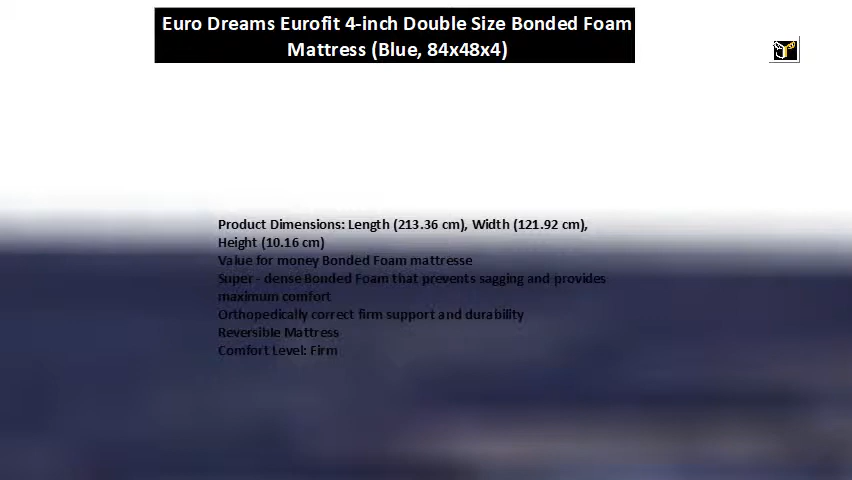 Euro Dreams Eurofit 4-inch Double Size Bonded Foam
Mattress (Blue, 84x48x4)
Product Dimensions: Length (213.36 cm), Width (121.92 cm),
Height (10.16 cm)
Value for money Bonded Foam mattresse
Super - dense Bonded Foam that prevents sagging and provides
maximum comfort
Orthopedically correct firm support and durability
Reversible Mattress
Comfort Level: Firm